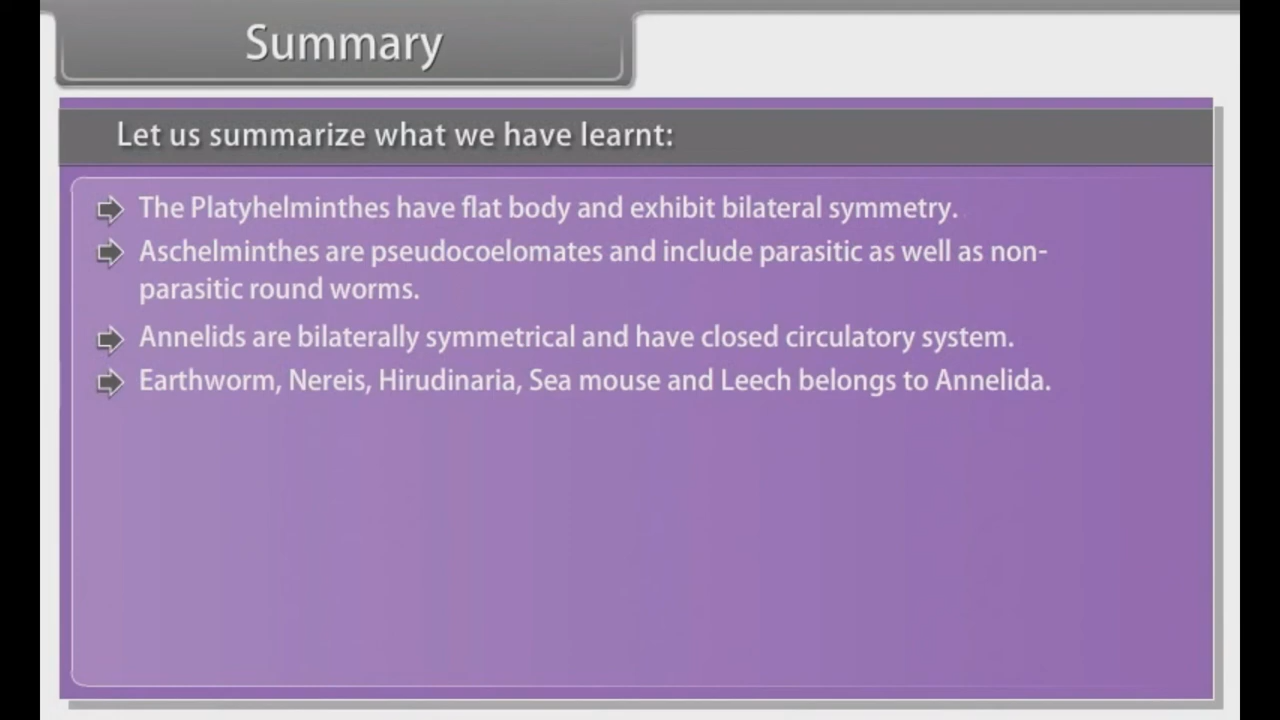 Summary
Let us summarize what we have learnt:
The Platyhelminthes have flat body and exhibit bilateral symmetry.
Aschelminthes are pseudocoelomates and include parasitic as well as non-
parasitic round worms.
Annelids are bilaterally symmetrical and have closed circulatory system.
Earthworm, Nereis, Hirudinaria, Sea mouse and Leech belongs to Annelida.